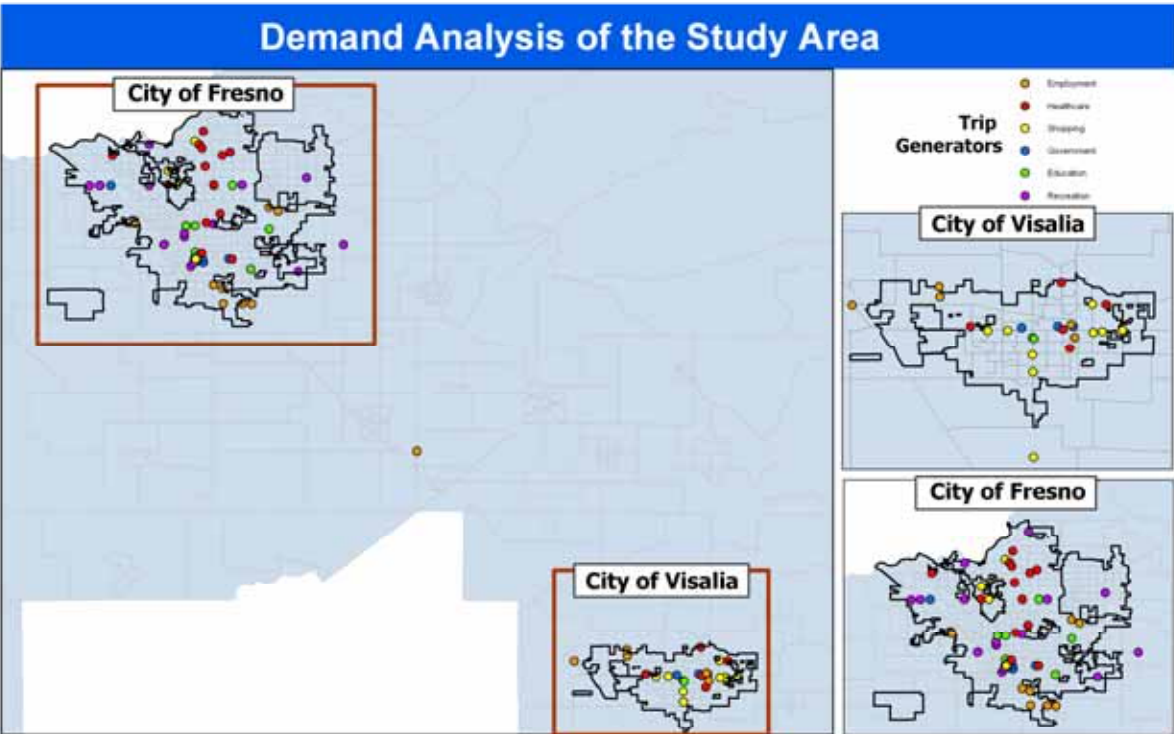 Demand Analysis of the Study Area
City of Fresno
Trip
Generators
Employment
Healthcare
Shopping
Government
Education
Recreation
City of Visalia
City of Fresno
City of Visalia